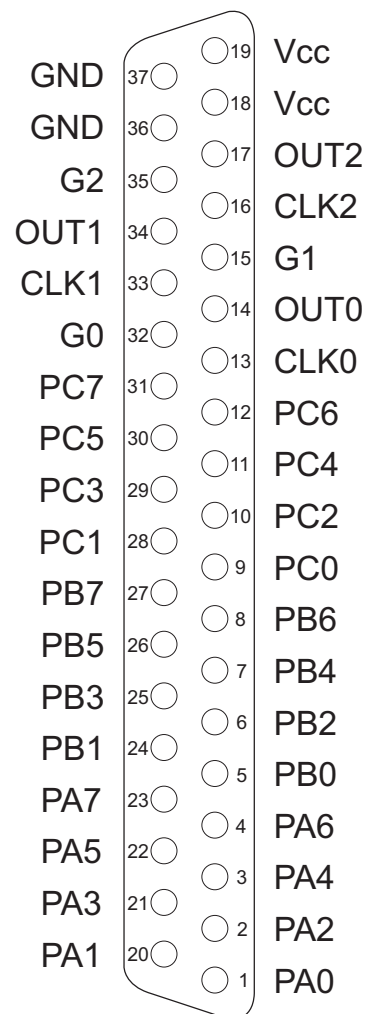 19 Vcc
GND 37
18 Vcc
GND 36
17 OUT2
G2 35
16 CLK2
OUT1 34
15 G1
CLK1 33
14 OUT0
G0 32
13 CLK0
PC7 31
12 PC6
PC5 30
11 PC4
PC3 29
10 PC2
PC1 28
9 PC0
PB7 27
8 PB6
PB5 26
7 PB4
PB3 25
6 PB2
PB1 24
5 PB0
PA7 23
4 PA6
PA5 22
3 PA4
PA3 21
2 PA2
PA1 20
1 PA0